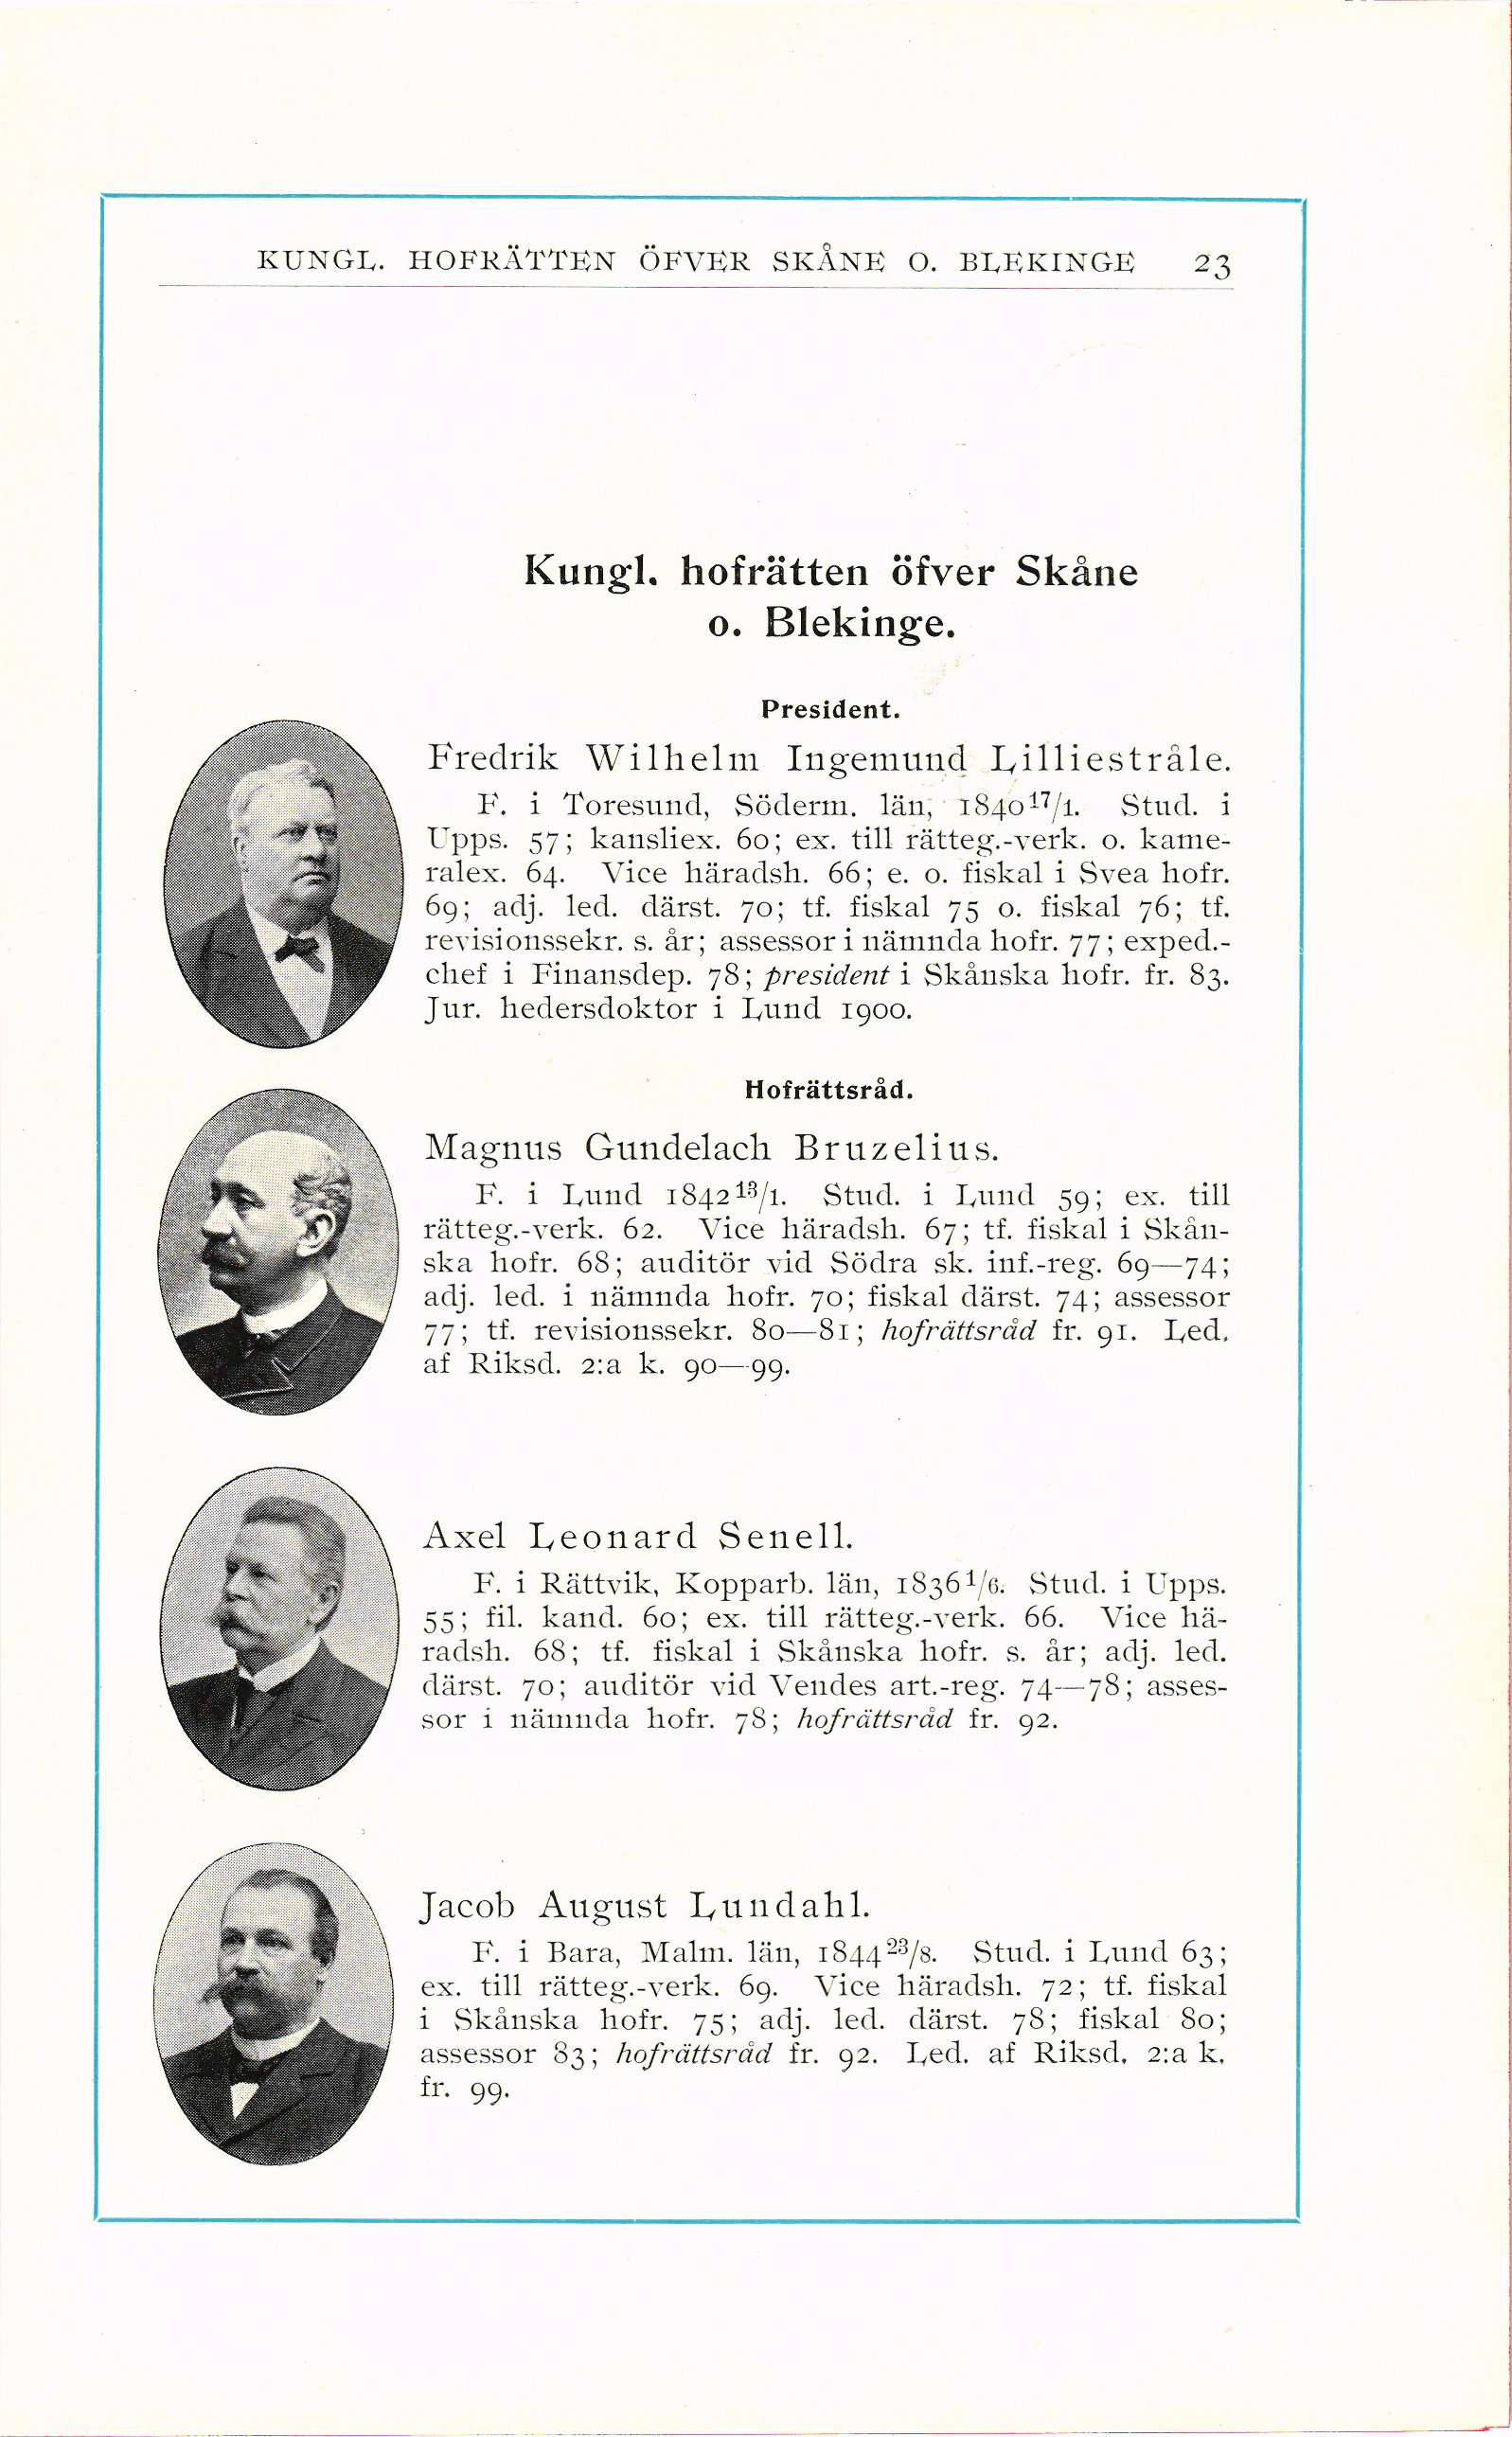 KUNGL. HOFRÄTTEN ÖFVER SKÅNE O. BLEKINGE 23
Kungl. hofrätten öfver Skåne
o. Blekinge.
President.
Fredrik Wilhelm Ingemund Lilliestråle.
F. i Toresund, Söderm. län, 1840 17/1. Stud. i
Upps. 57; kansliex. 60; ex. till rätteg.-verk. o. kame-
ralex. 64. Vice häradsh. 66; e. o. fiskal i Svea hofr.
69; adj. led. därst. 70; tf. fiskal 75 o. fiskal 76; tf.
revisionssekr. s. år; assessor i nämnda hofr. 77; exped.-
chef i Finansdep. 78; president i Skånska hofr. fr. 83.
Jur. hedersdoktor i Lund 1900.
Hofrättsråd.
Magnus Gundelach Bruzelius.
F. i Lund 1842 13/1. Stud. i Lund 59; ex. till
rätteg.-verk. 62. Vice häradsh. 67; tf. fiskal i Skån-
ska hofr. 68; auditör vid Södra sk. inf.-reg. 69—74;
adj. led. i nämnda hofr. 70; fiskal därst. 74; assessor
77; tf. revisionssekr. 80—81; hofrättsråd fr. 91. Led.
af Riksd. 2:a k. 90—99.
Axel Leonard Senell.
F. i Rättvik, Kopparb. län, 1836 1/6. Stud. i Upps.
55; fil. kand. 60; ex. till rätteg.-verk. 66. Vice hä-
radsh. 68; tf. fiskal i Skånska hofr. s. år; adj. led.
därst. 70; auditör vid Vendes art.-reg. 74—78; asses-
sor i nämnda hofr. 78; hofrättsråd fr. 92.
Jacob August Lundahl.
F. i Bara, Malm. län, 1844 23/8. Stud. i Lund 63;
ex. till rätteg.-verk. 69. Vice häradsh. 72; tf. fiskal
i Skånska hofr. 75; adj. led. därst. 78; fiskal 80;
assessor 83; hofrättsråd fr. 92. Led. af Riksd. 2:a k.
fr. 99.